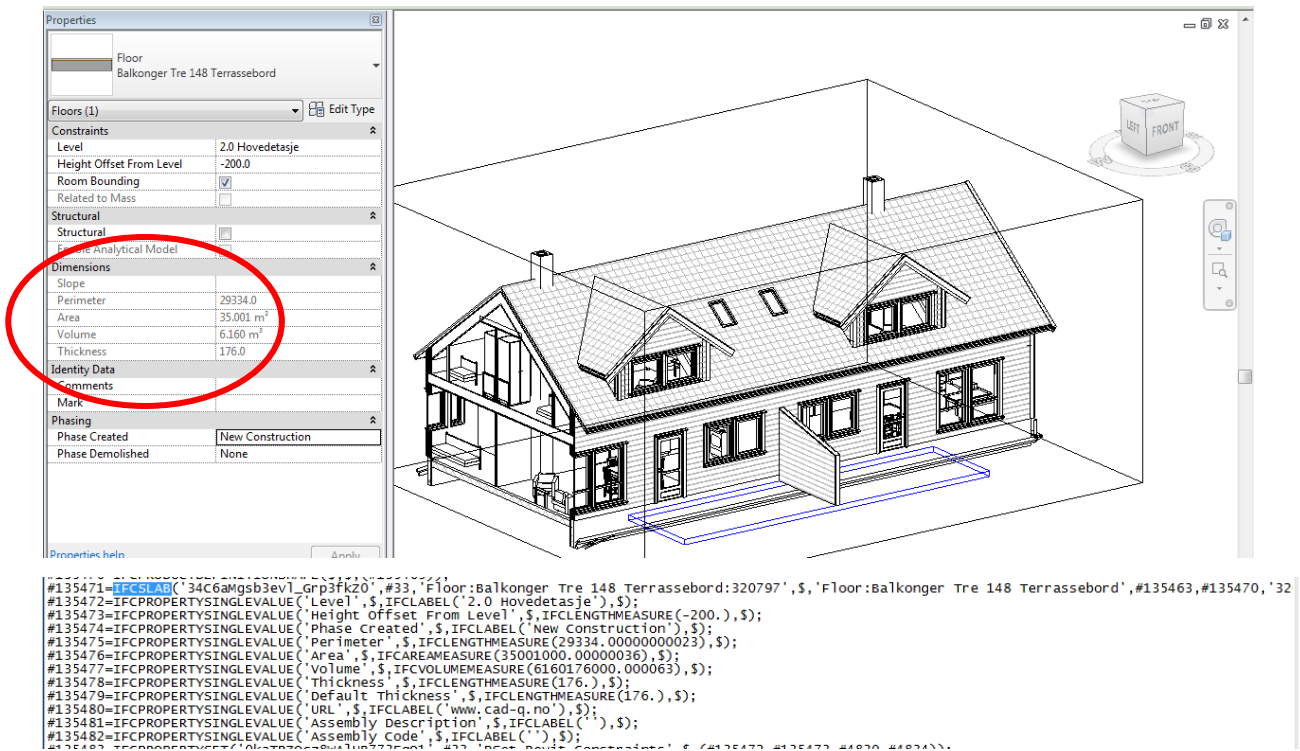 Properties
Floor
Balkonger Tre 148 Terrassebord
Floors (1)
Edit Type
Constraints
Level 2.0 Hovedetasje
Height Offset From Level -200.0
Room Bounding
Related to Mass
Structural
Structural
Enable Analytical Model
Dimensions
Slope
Perimeter 29334.0
Area 35.001 m²
Volume 6.160 m³
Thickness 176.0
Identity Data
Comments
Mark
Phasing
Phase Created New Construction
Phase Demolished None
Properties help
Apply
LEFT
FRONT
#135471=IFCSLAB('34C6aMgsb3evl_Grp3fkZ0',#33,'Floor:Balkonger Tre 148 Terrassebord:320797',$,'Floor:Balkonger Tre 148 Terrassebord',#135463,#135470,'32
#135472=IFCPROPERTYSINGLEVALUE('Level',$,IFCLABEL('2.0 Hovedetasje'),$);
#135473=IFCPROPERTYSINGLEVALUE('Height Offset From Level',$,IFCLENGTHMEASURE(-200.),$);
#135474=IFCPROPERTYSINGLEVALUE('Phase Created',$,IFCLABEL('New Construction'),$);
#135475=IFCPROPERTYSINGLEVALUE('Perimeter',$,IFCLENGTHMEASURE(29334.00000000023),$);
#135476=IFCPROPERTYSINGLEVALUE('Area',$,IFCAREAMEASURE(35001000.00000036),$);
#135477=IFCPROPERTYSINGLEVALUE('Volume',$,IFCVOLUMEMEASURE(6160176000.000063),$);
#135478=IFCPROPERTYSINGLEVALUE('Thickness',$,IFCLENGTHMEASURE(176.),$);
#135479=IFCPROPERTYSINGLEVALUE('Default Thickness',$,IFCLENGTHMEASURE(176.),$);
#135480=IFCPROPERTYSINGLEVALUE('URL',$,IFCLABEL('www.cad-q.no'),$);
#135481=IFCPROPERTYSINGLEVALUE('Assembly Description',$,IFCLABEL(''),$);
#135482=IFCPROPERTYSINGLEVALUE('Assembly Code',$,IFCLABEL(''),$);